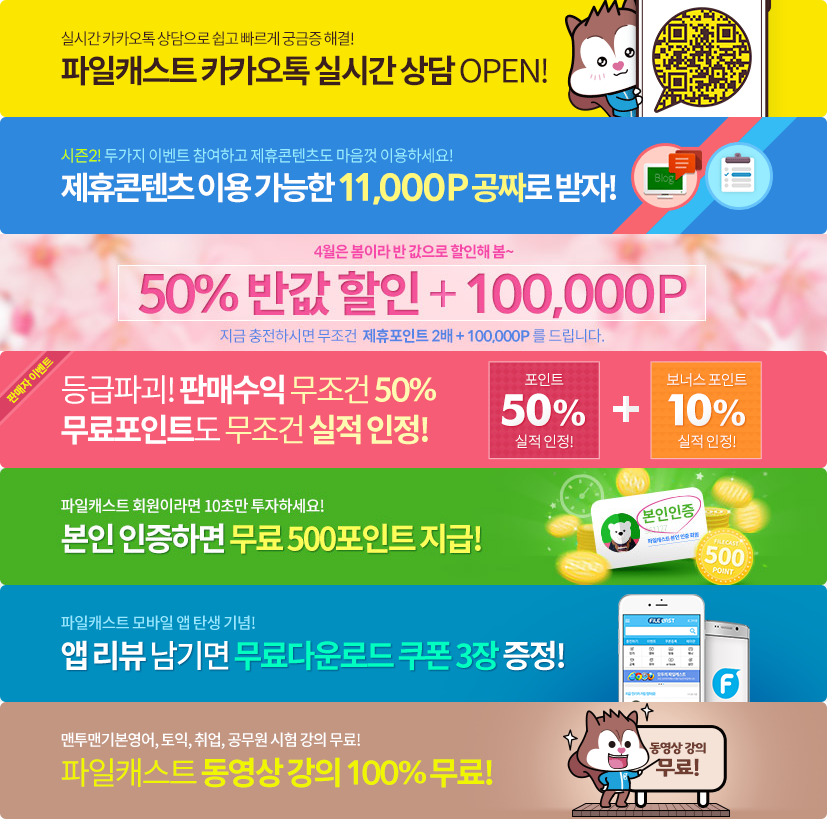 실시간 카카오톡 상담으로 쉽고 빠르게 궁금증 해결!
파일캐스트 카카오톡 실시간 상담 OPEN!
시즌2! 두가지 이벤트 참여하고 제휴콘텐츠도 마음껏 이용하세요!
제휴콘텐츠 이용 가능한 11,000P 공짜로 받자!
Blog
4월은 봄이라 반 값으로 할인해 봄~
50% 반값 할인 + 100,000P
지금 충전하시면 무조건 제휴포인트 2배 + 100,000P 를 드립니다.
판매자 이벤트
등급파괴! 판매수익 무조건 50%
무료포인트도 무조건 실적 인정!
포인트
50%
실적 인정!
+
보너스 포인트
10%
실적 인정!
파일캐스트 회원이라면 10초만 투자하세요!
본인 인증하면 무료 500포인트 지급!
본인인증
파일캐스트 본인 인증 회원
FILECAST
500
POINT
파일캐스트 모바일 앱 탄생 기념!
앱 리뷰 남기면 무료다운로드 쿠폰 3장 증정!
FILECAST
맨투맨기본영어, 토익, 취업, 공무원 시험 강의 무료!
파일캐스트 동영상 강의 100% 무료!
동영상 강의
무료!